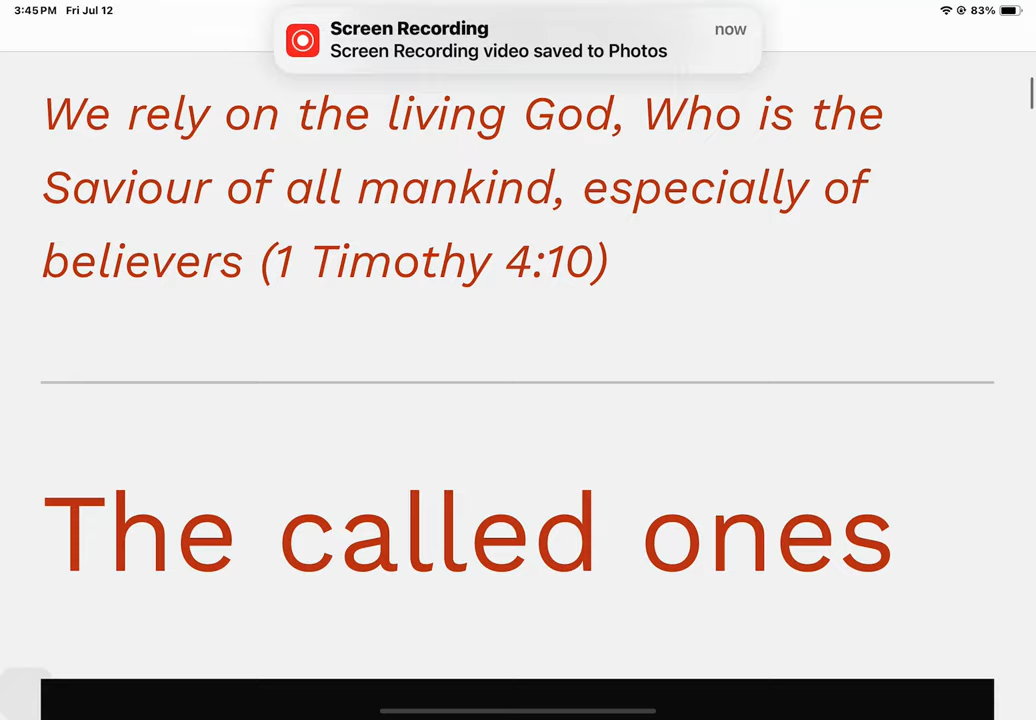 3:45 PM Fri Jul 12
83%
Screen Recording
now
Screen Recording video saved to Photos
We rely on the living God, Who is the
Saviour of all mankind, especially of
believers (1 Timothy 4:10)
The called ones